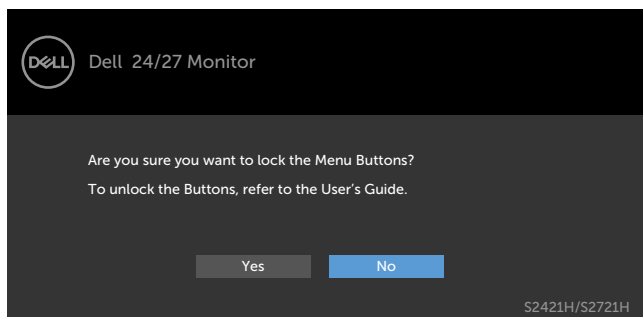 DELL
Dell 24/27 Monitor
Are you sure you want to lock the Menu Buttons?
To unlock the Buttons, refer to the User's Guide.
Yes No
S2421H/S2721H